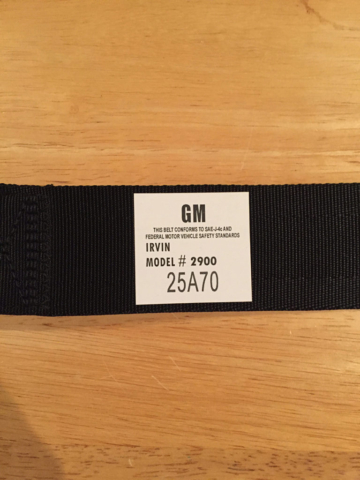 GM
THIS BELT CONFORMS TO SAE-J-4c AND
FEDERAL MOTOR VEHICLE SAFETY STANDARDS
IRVIN
MODEL # 2900
25A70